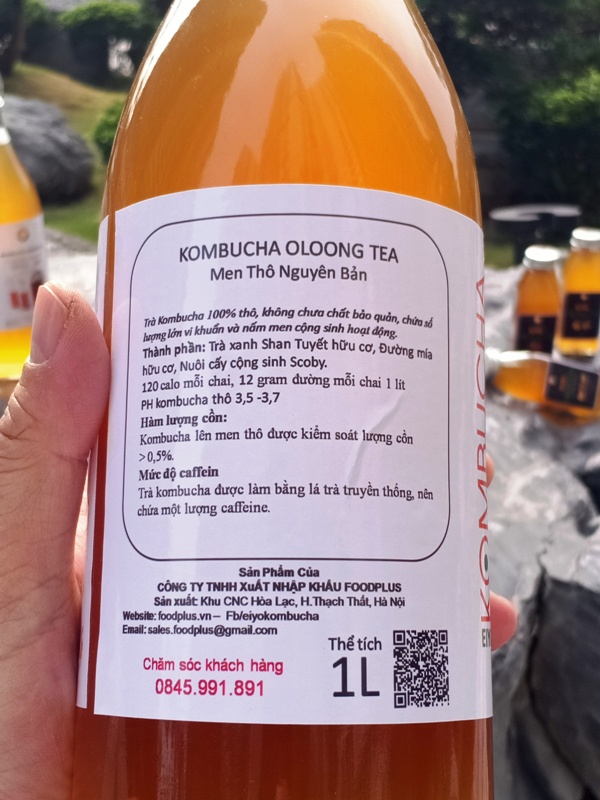 KOMBUCHA OLOONG TEA
Men Thô Nguyên Bản
Trà Kombucha 100% thô, không chưa chất bảo quản, chứa số
lượng lớn vi khuẩn và nấm men cộng sinh hoạt động.
Thành phần: Trà xanh Shan Tuyết hữu cơ, Đường mía
hữu cơ, Nuôi cấy cộng sinh Scoby.
120 calo mỗi chai, 12 gram đường mỗi chai 1 lít
PH kombucha thô 3,5 -3,7
Hàm lượng cồn:
Kombucha lên men thô được kiểm soát lượng cồn
>0,5%.
Mức độ caffein
Trà kombucha được làm bằng lá trà truyền thống, nên
chứa một lượng caffeine.
Sản Phẩm Của
CÔNG TY TNHH XUẤT NHẬP KHẨU FOODPLUS
Sản xuất: Khu CNC Hòa Lạc, H.Thạch Thất, Hà Nội
Website: foodplus.vn – Fb/eiyokombucha
Email: sales.foodplus@gmail.com
Chăm sóc khách hàng
0845.991.891
Thể tích
1L
KOMBUCHA